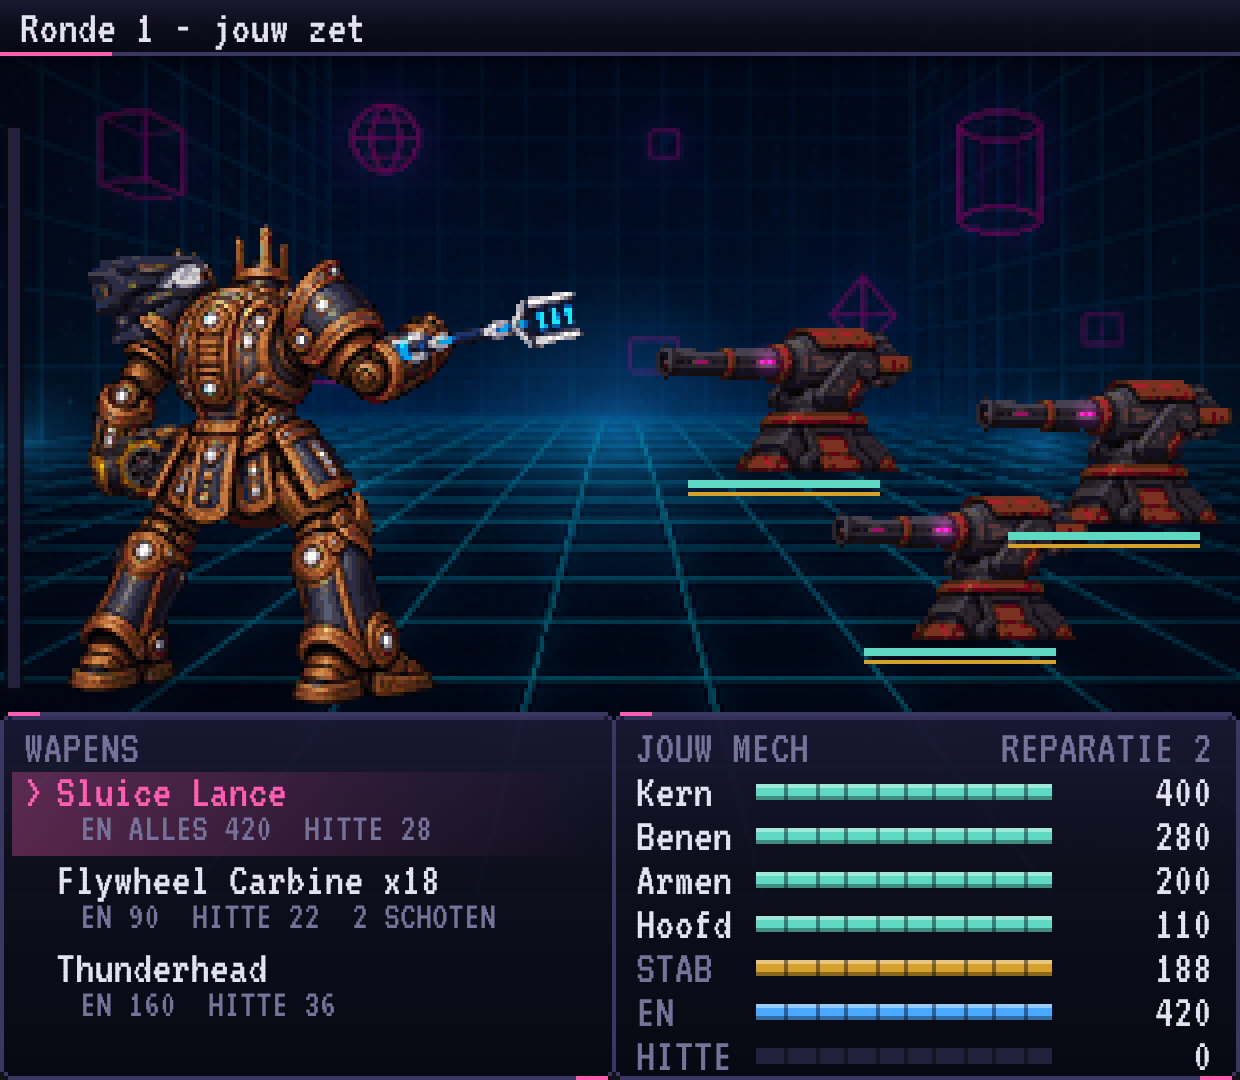 Ronde 1 - jouw zet
WAPENS
> Sluice Lance
EN ALLES 420 HITTE 28
Flywheel Carbine x18
EN 90 HITTE 22 2 SCHOTEN
Thunderhead
EN 160 HITTE 36
JOUW MECH REPARATIE 2
Kern 400
Benen 280
Armen 200
Hoofd 110
STAB 188
EN 420
HITTE 0